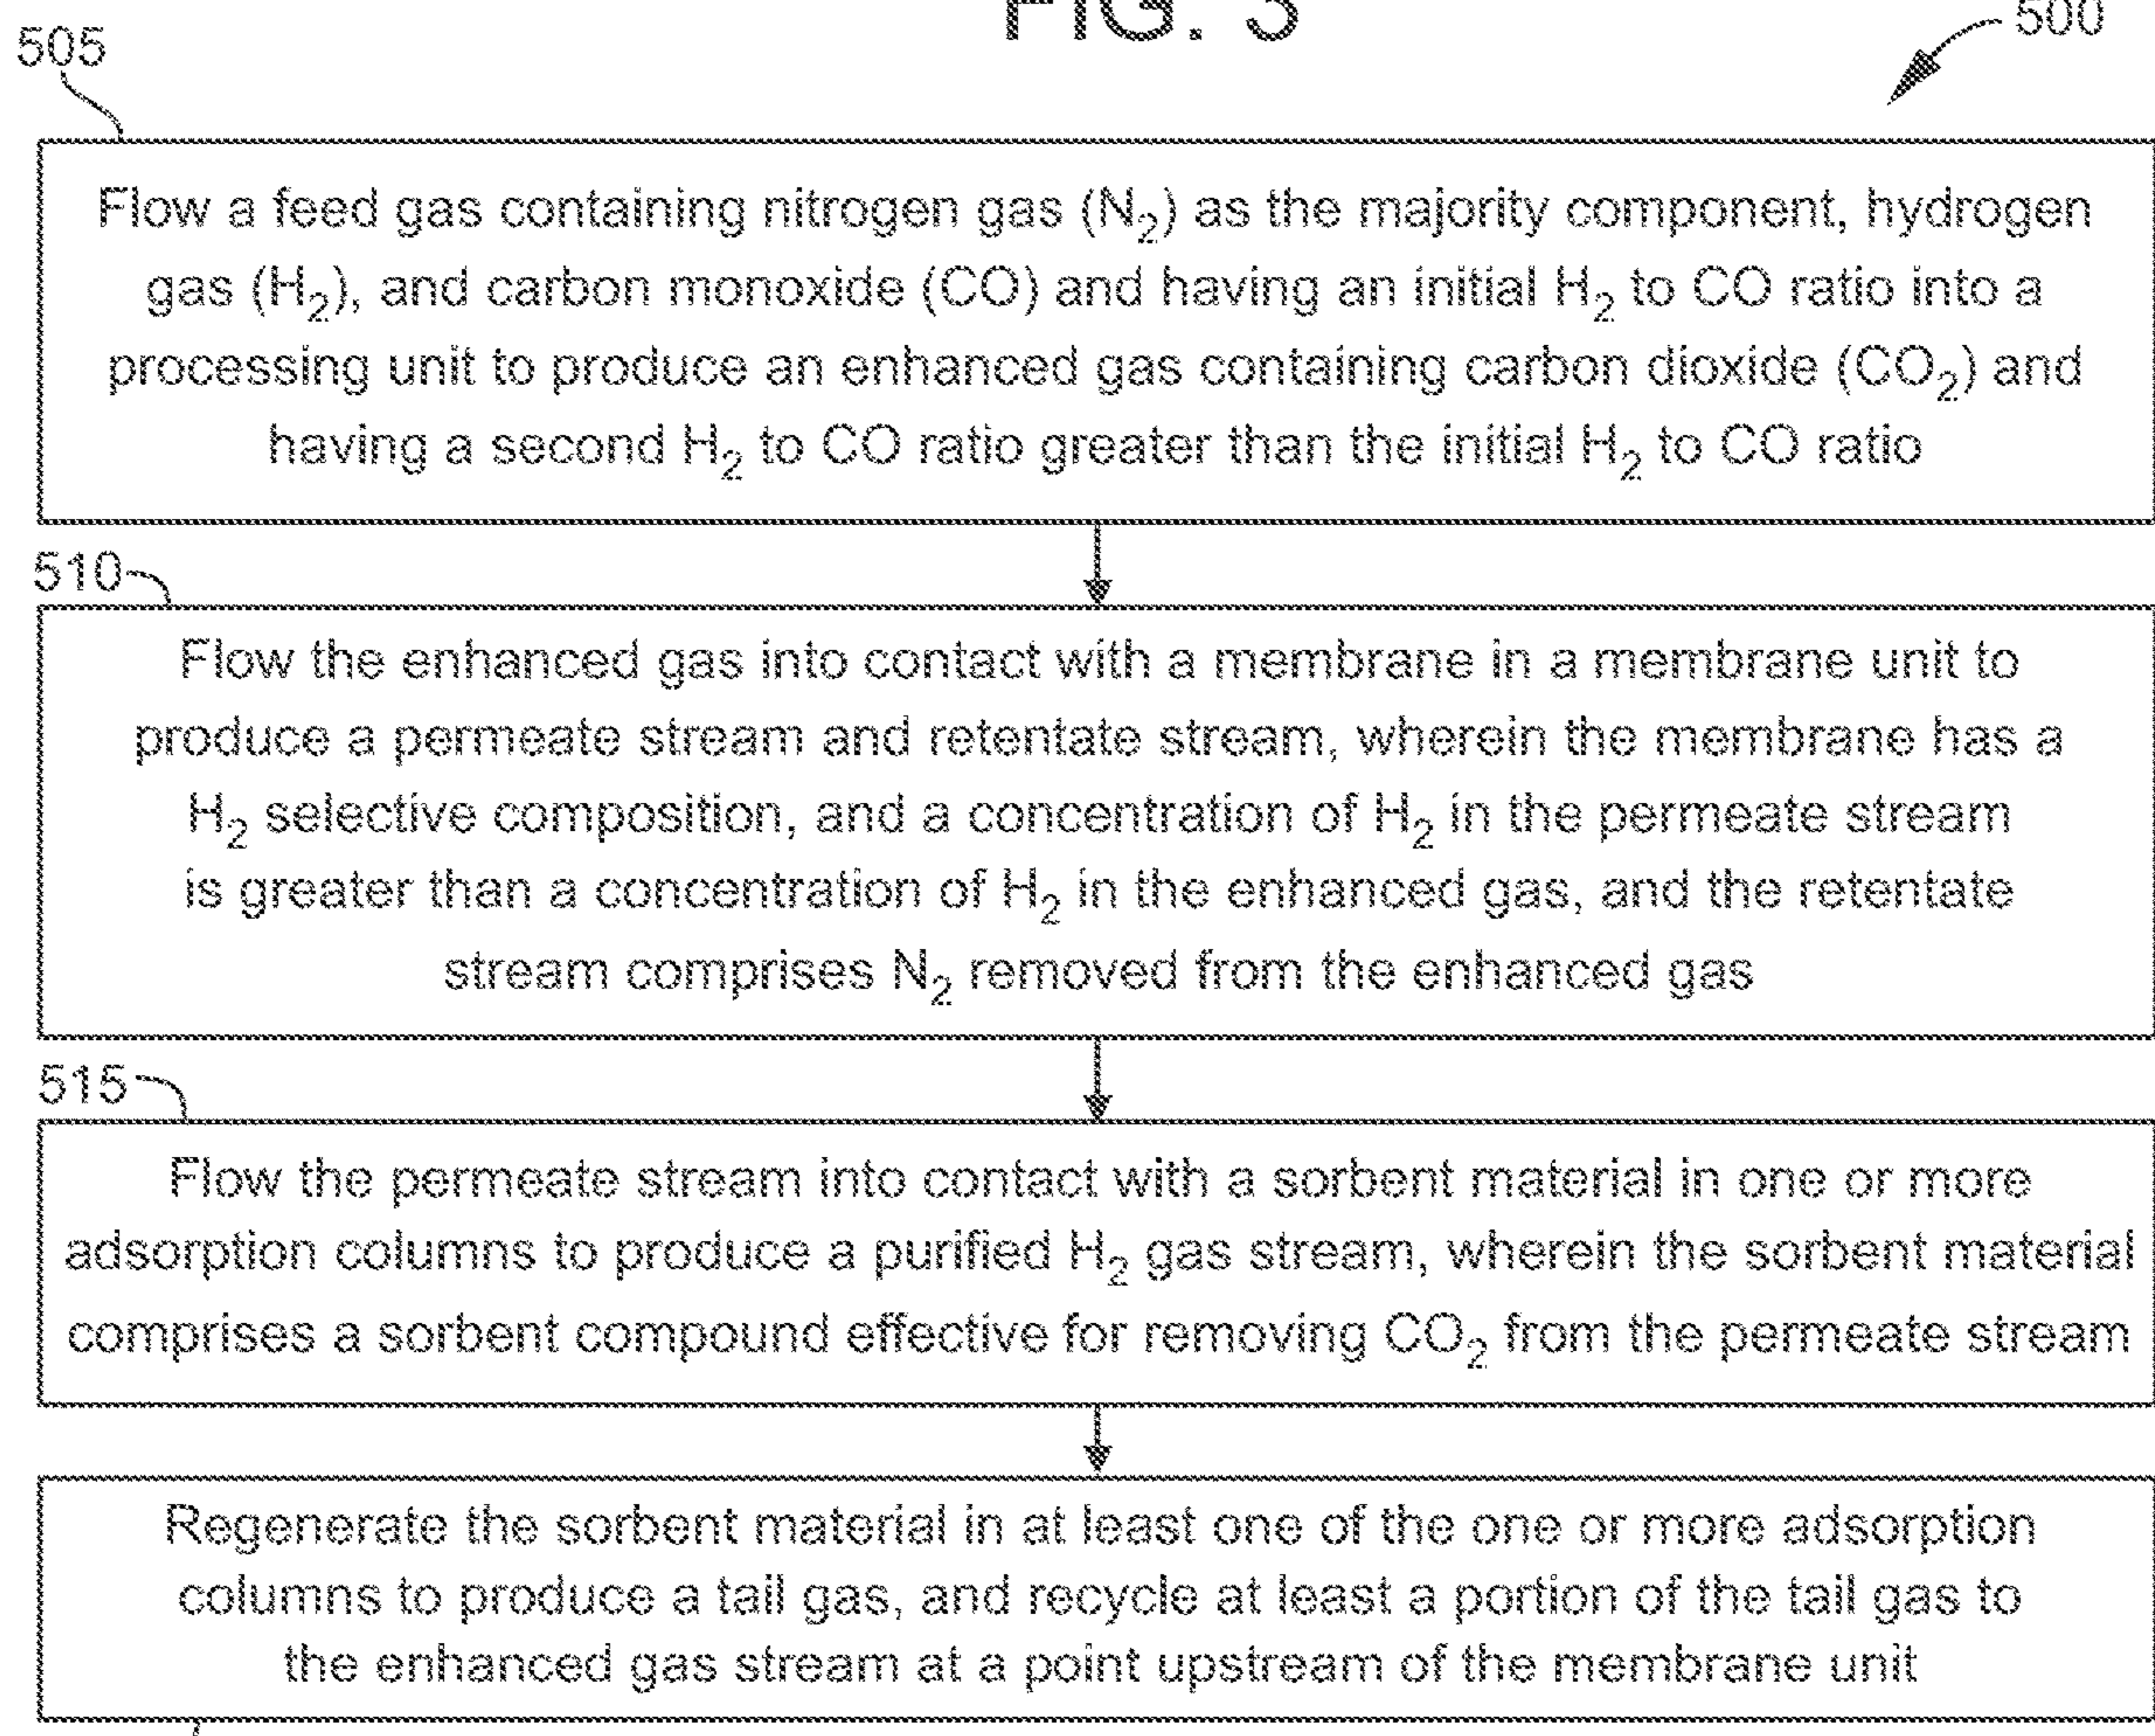 FIG. 3
500
505
Flow a feed gas containing nitrogen gas (N₂) as the majority component, hydrogen
gas (H₂), and carbon monoxide (CO) and having an initial H₂ to CO ratio into a
processing unit to produce an enhanced gas containing carbon dioxide (CO₂) and
having a second H₂ to CO ratio greater than the initial H₂ to CO ratio
510
Flow the enhanced gas into contact with a membrane in a membrane unit to
produce a permeate stream and retentate stream, wherein the membrane has a
H₂ selective composition, and a concentration of H₂ in the permeate stream
is greater than a concentration of H₂ in the enhanced gas, and the retentate
stream comprises N₂ removed from the enhanced gas
515
Flow the permeate stream into contact with a sorbent material in one or more
adsorption columns to produce a purified H₂ gas stream, wherein the sorbent material
comprises a sorbent compound effective for removing CO₂ from the permeate stream
Regenerate the sorbent material in at least one of the one or more adsorption
columns to produce a tail gas, and recycle at least a portion of the tail gas to
the enhanced gas stream at a point upstream of the membrane unit